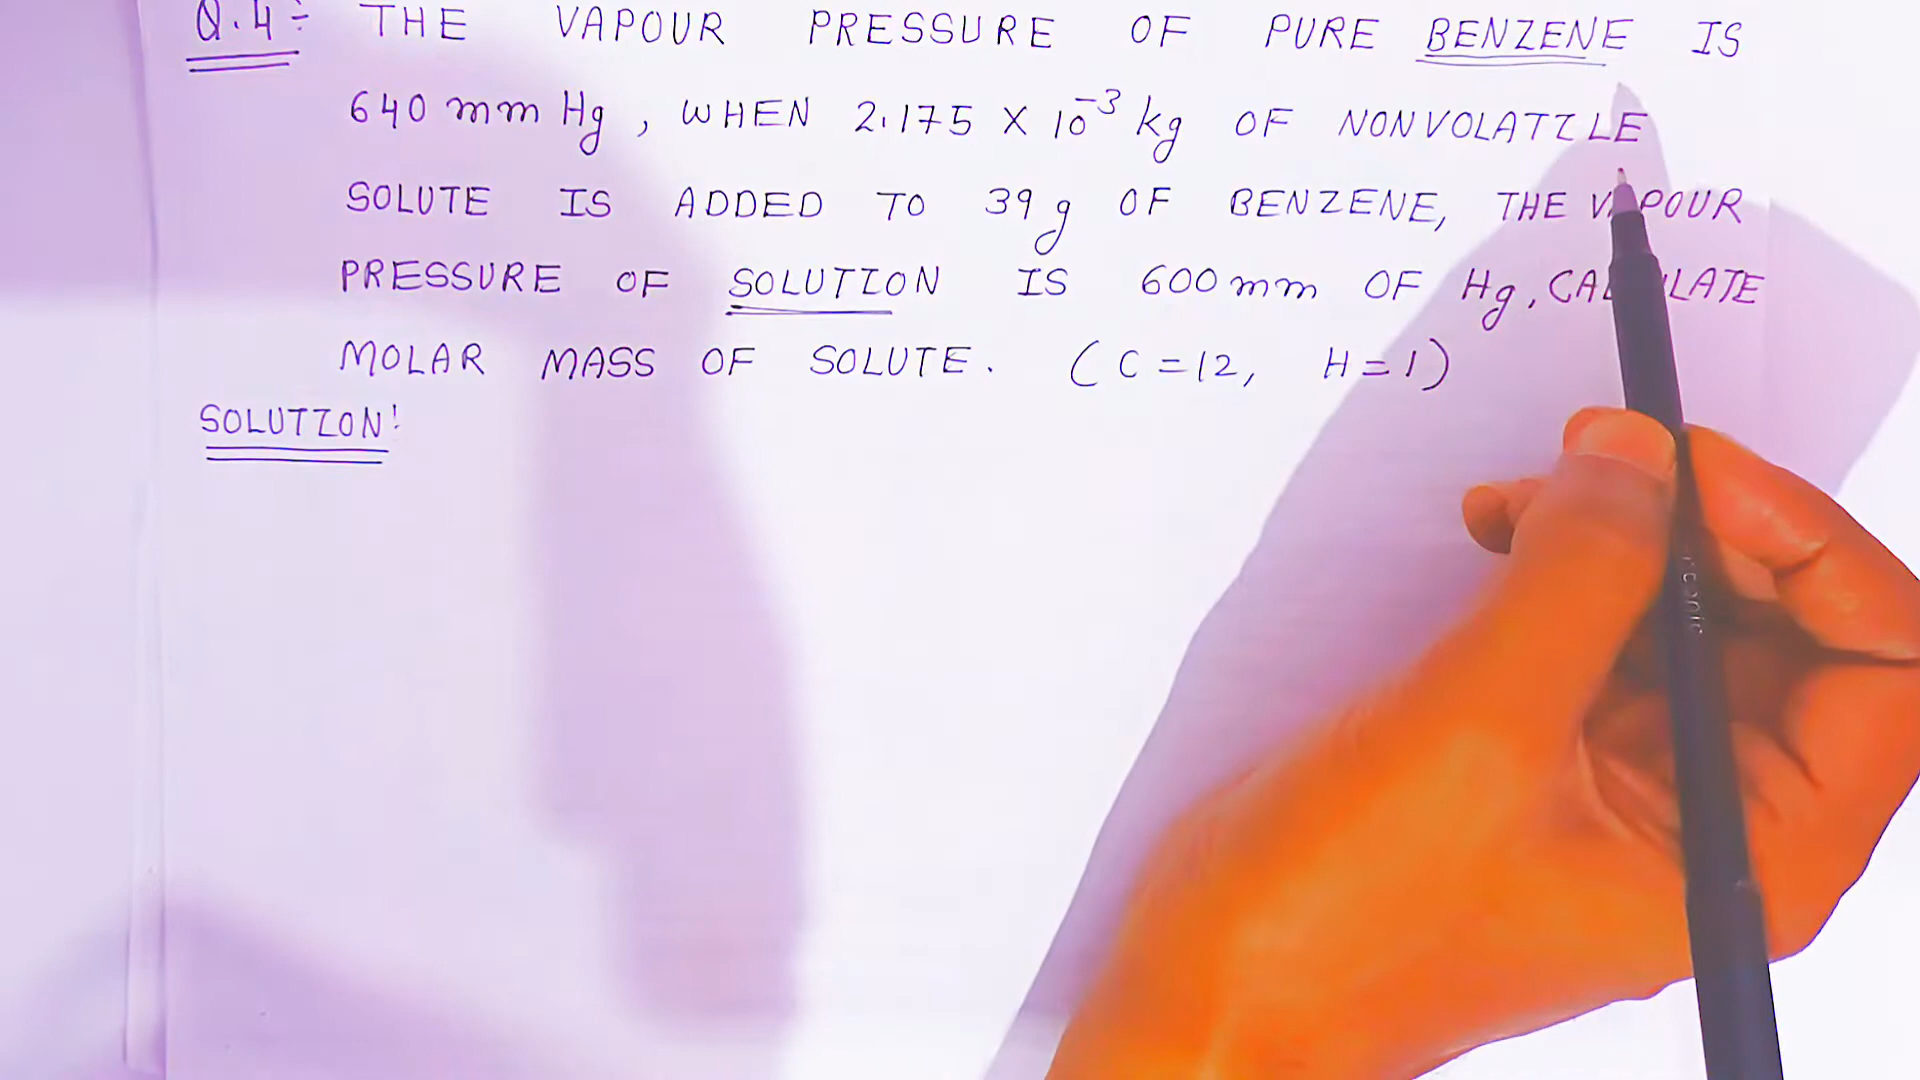 Q.4:- THE VAPOUR PRESSURE OF PURE BENZENE IS
640 mm Hg, WHEN 2.175 X 10⁻³ kg OF NONVOLATILE
SOLUTE IS ADDED TO 39 g OF BENZENE, THE VAPOUR
PRESSURE OF SOLUTION IS 600 mm OF Hg, CALCULATE
MOLAR MASS OF SOLUTE. (C = 12, H = 1)
SOLUTION: